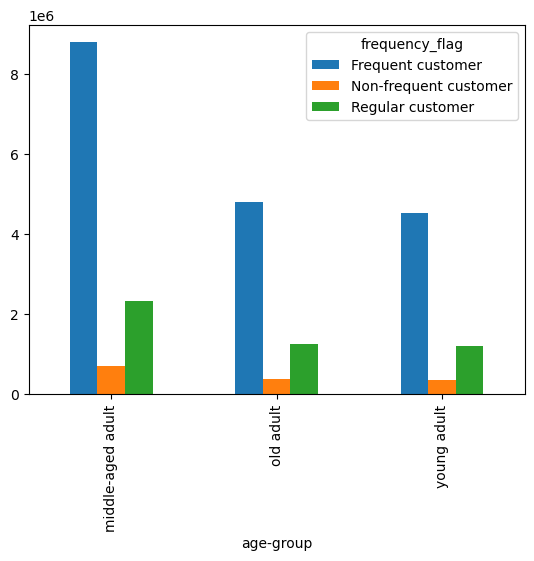 1e6
frequency_flag
Frequent customer
Non-frequent customer
Regular customer
8
6
4
2
0
middle-aged adult
old adult
young adult
age-group